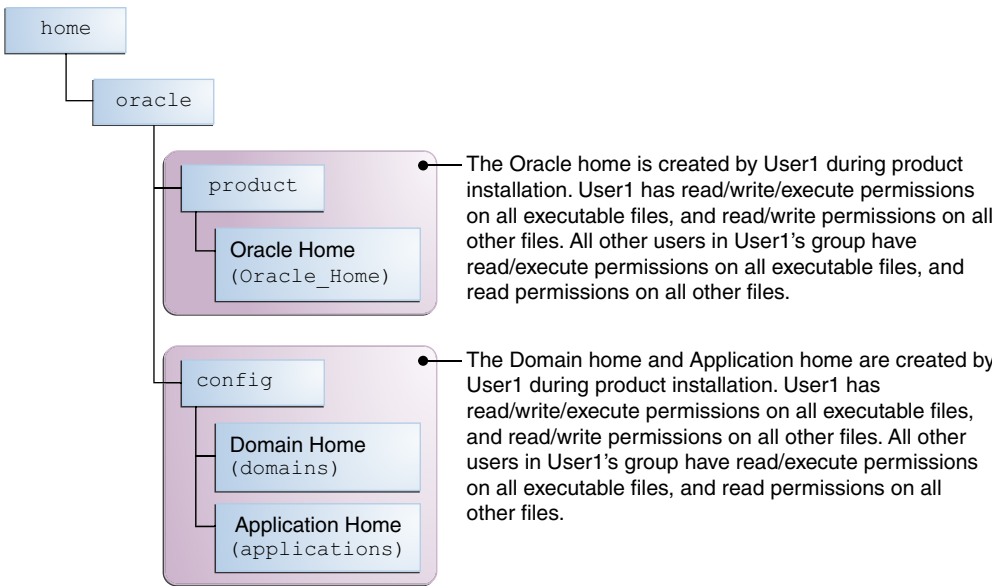 home
oracle
product
Oracle Home
(Oracle_Home)
The Oracle home is created by User1 during product
installation. User1 has read/write/execute permissions
on all executable files, and read/write permissions on all
other files. All other users in User1's group have
read/execute permissions on all executable files, and
read permissions on all other files.
config
Domain Home
(domains)
Application Home
(applications)
The Domain home and Application home are created by
User1 during product installation. User1 has
read/write/execute permissions on all executable files,
and read/write permissions on all other files. All other
users in User1's group have read/execute permissions
on all executable files, and read permissions on all
other files.